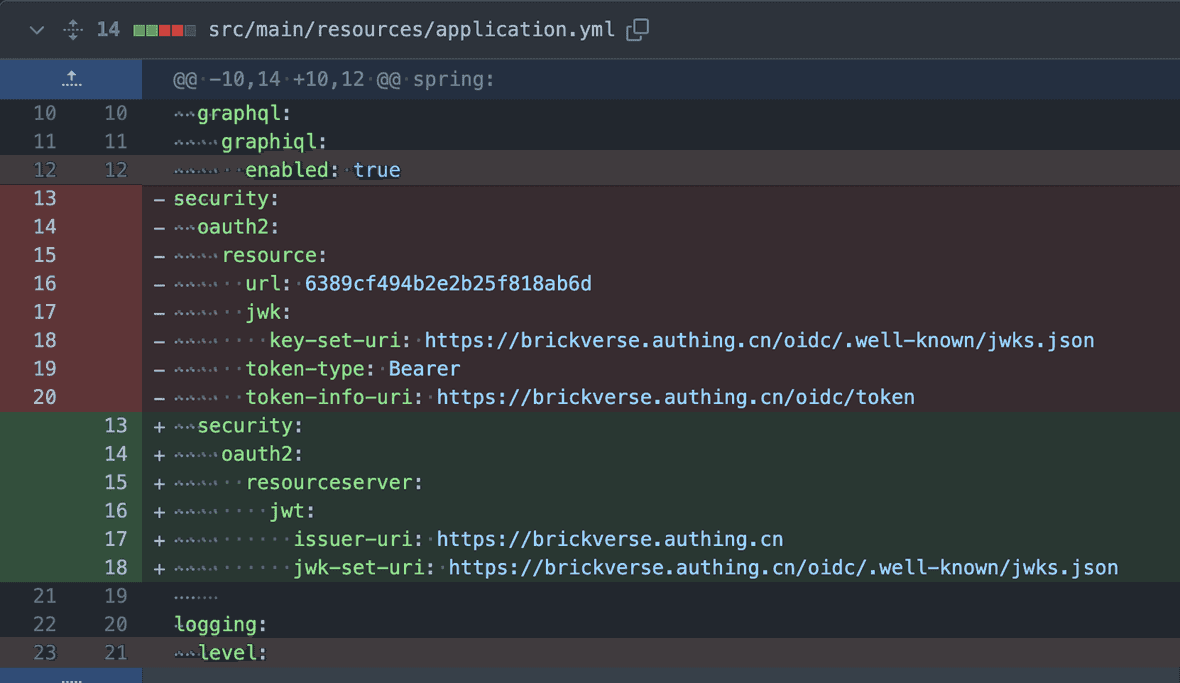 14 src/main/resources/application.yml
@@ -10,14 +10,12 @@ spring:
10 10   graphql:
11 11     graphiql:
12 12       enabled: true
13 - security:
14 -   oauth2:
15 -     resource:
16 -       url: 6389cf494b2e2b25f818ab6d
17 -       jwk:
18 -         key-set-uri: https://brickverse.authing.cn/oidc/.well-known/jwks.json
19 -       token-type: Bearer
20 -       token-info-uri: https://brickverse.authing.cn/oidc/token
13 +   security:
14 +     oauth2:
15 +       resourceserver:
16 +         jwt:
17 +           issuer-uri: https://brickverse.authing.cn
18 +           jwk-set-uri: https://brickverse.authing.cn/oidc/.well-known/jwks.json
21 19
22 20 logging:
23 21   level: